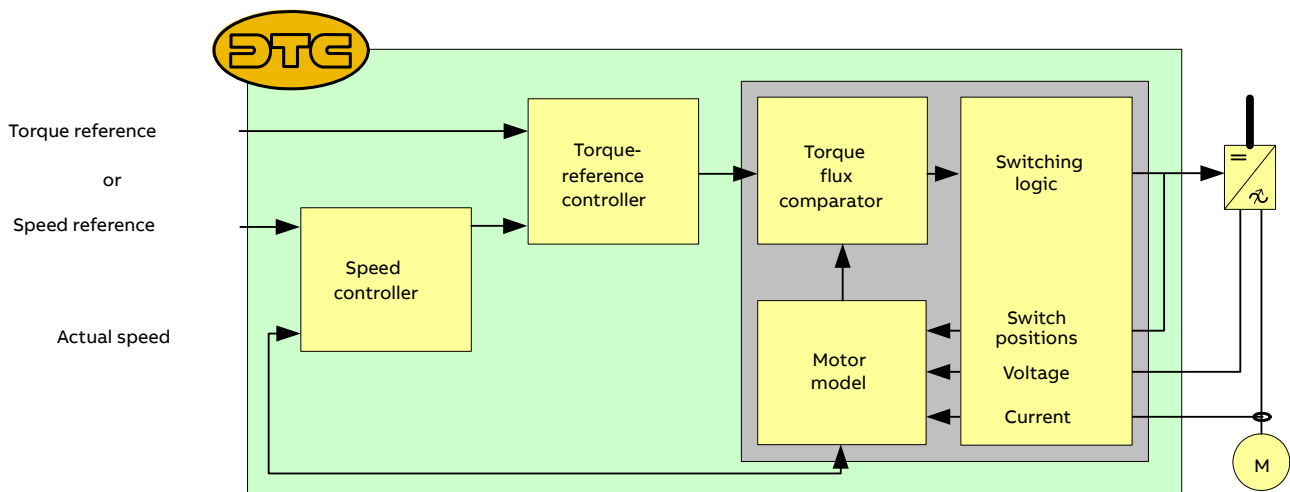 DTC
Torque reference
or
Speed reference
Actual speed
Speed
controller
Torque-
reference
controller
Torque
flux
comparator
Switching
logic
Motor
model
Switch
positions
Voltage
Current
M